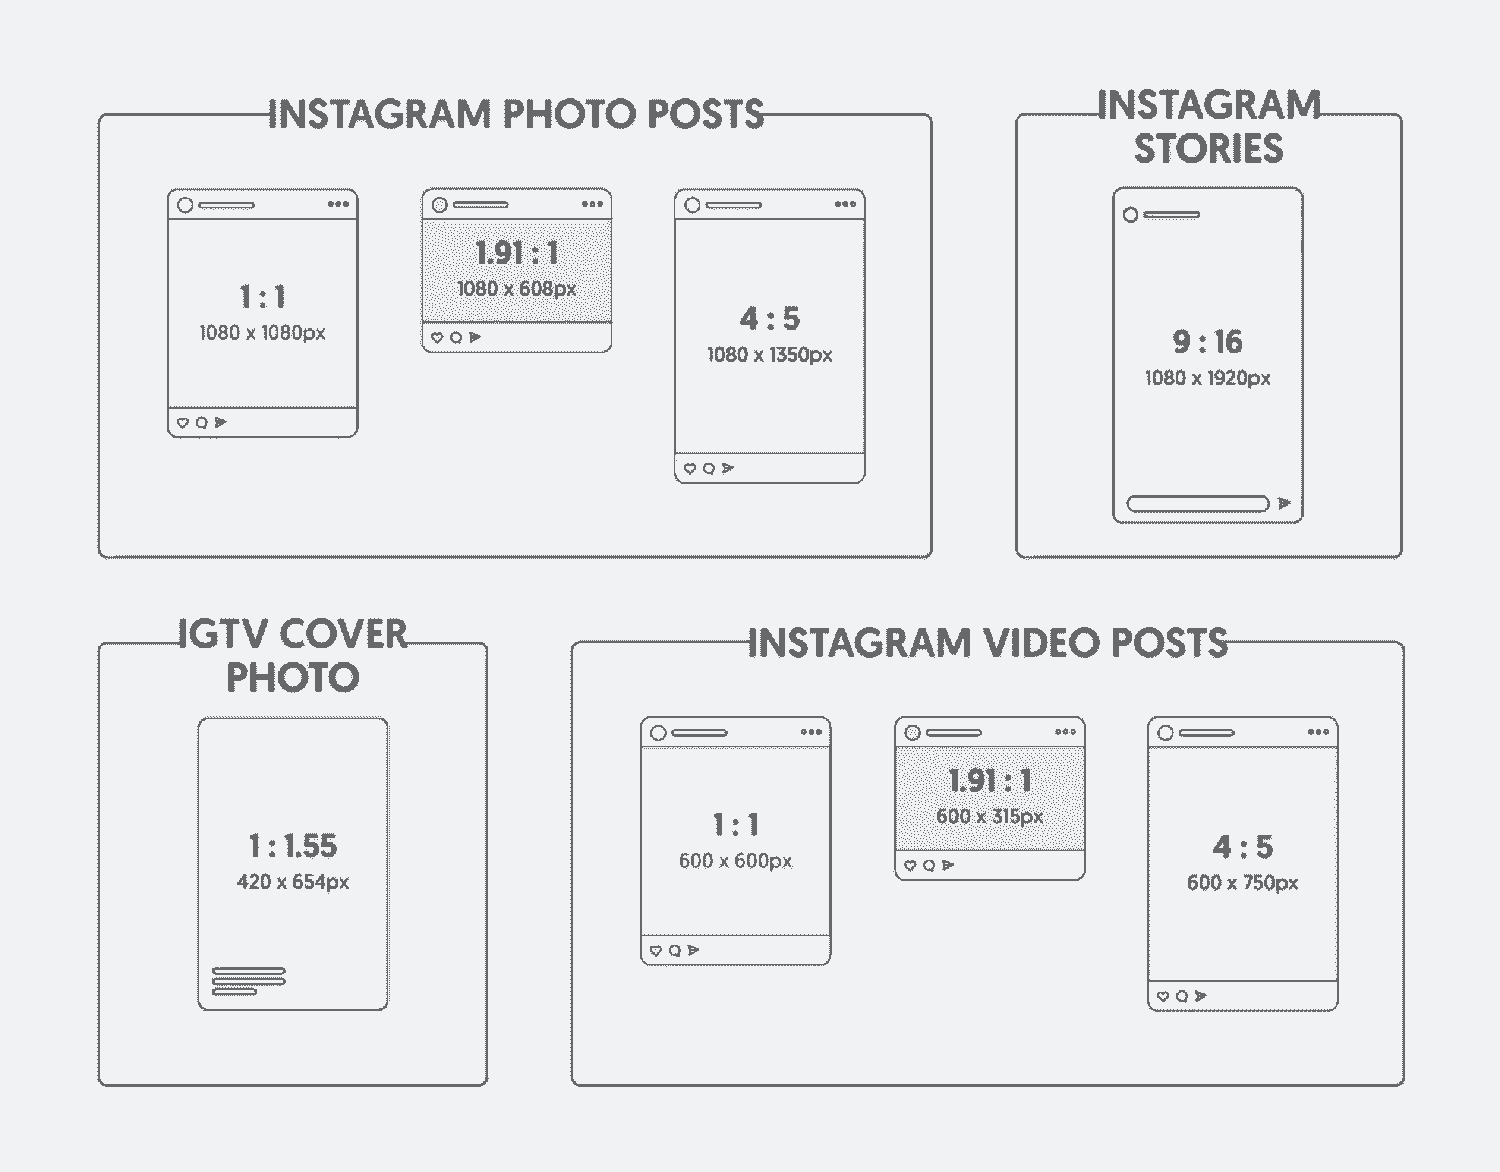 INSTAGRAM PHOTO POSTS
1 : 1
1080 x 1080px
1.91 : 1
1080 x 608px
4 : 5
1080 x 1350px
INSTAGRAM
STORIES
9 : 16
1080 x 1920px
IGTV COVER
PHOTO
1 : 1.55
420 x 654px
INSTAGRAM VIDEO POSTS
1 : 1
600 x 600px
1.91 : 1
600 x 315px
4 : 5
600 x 750px